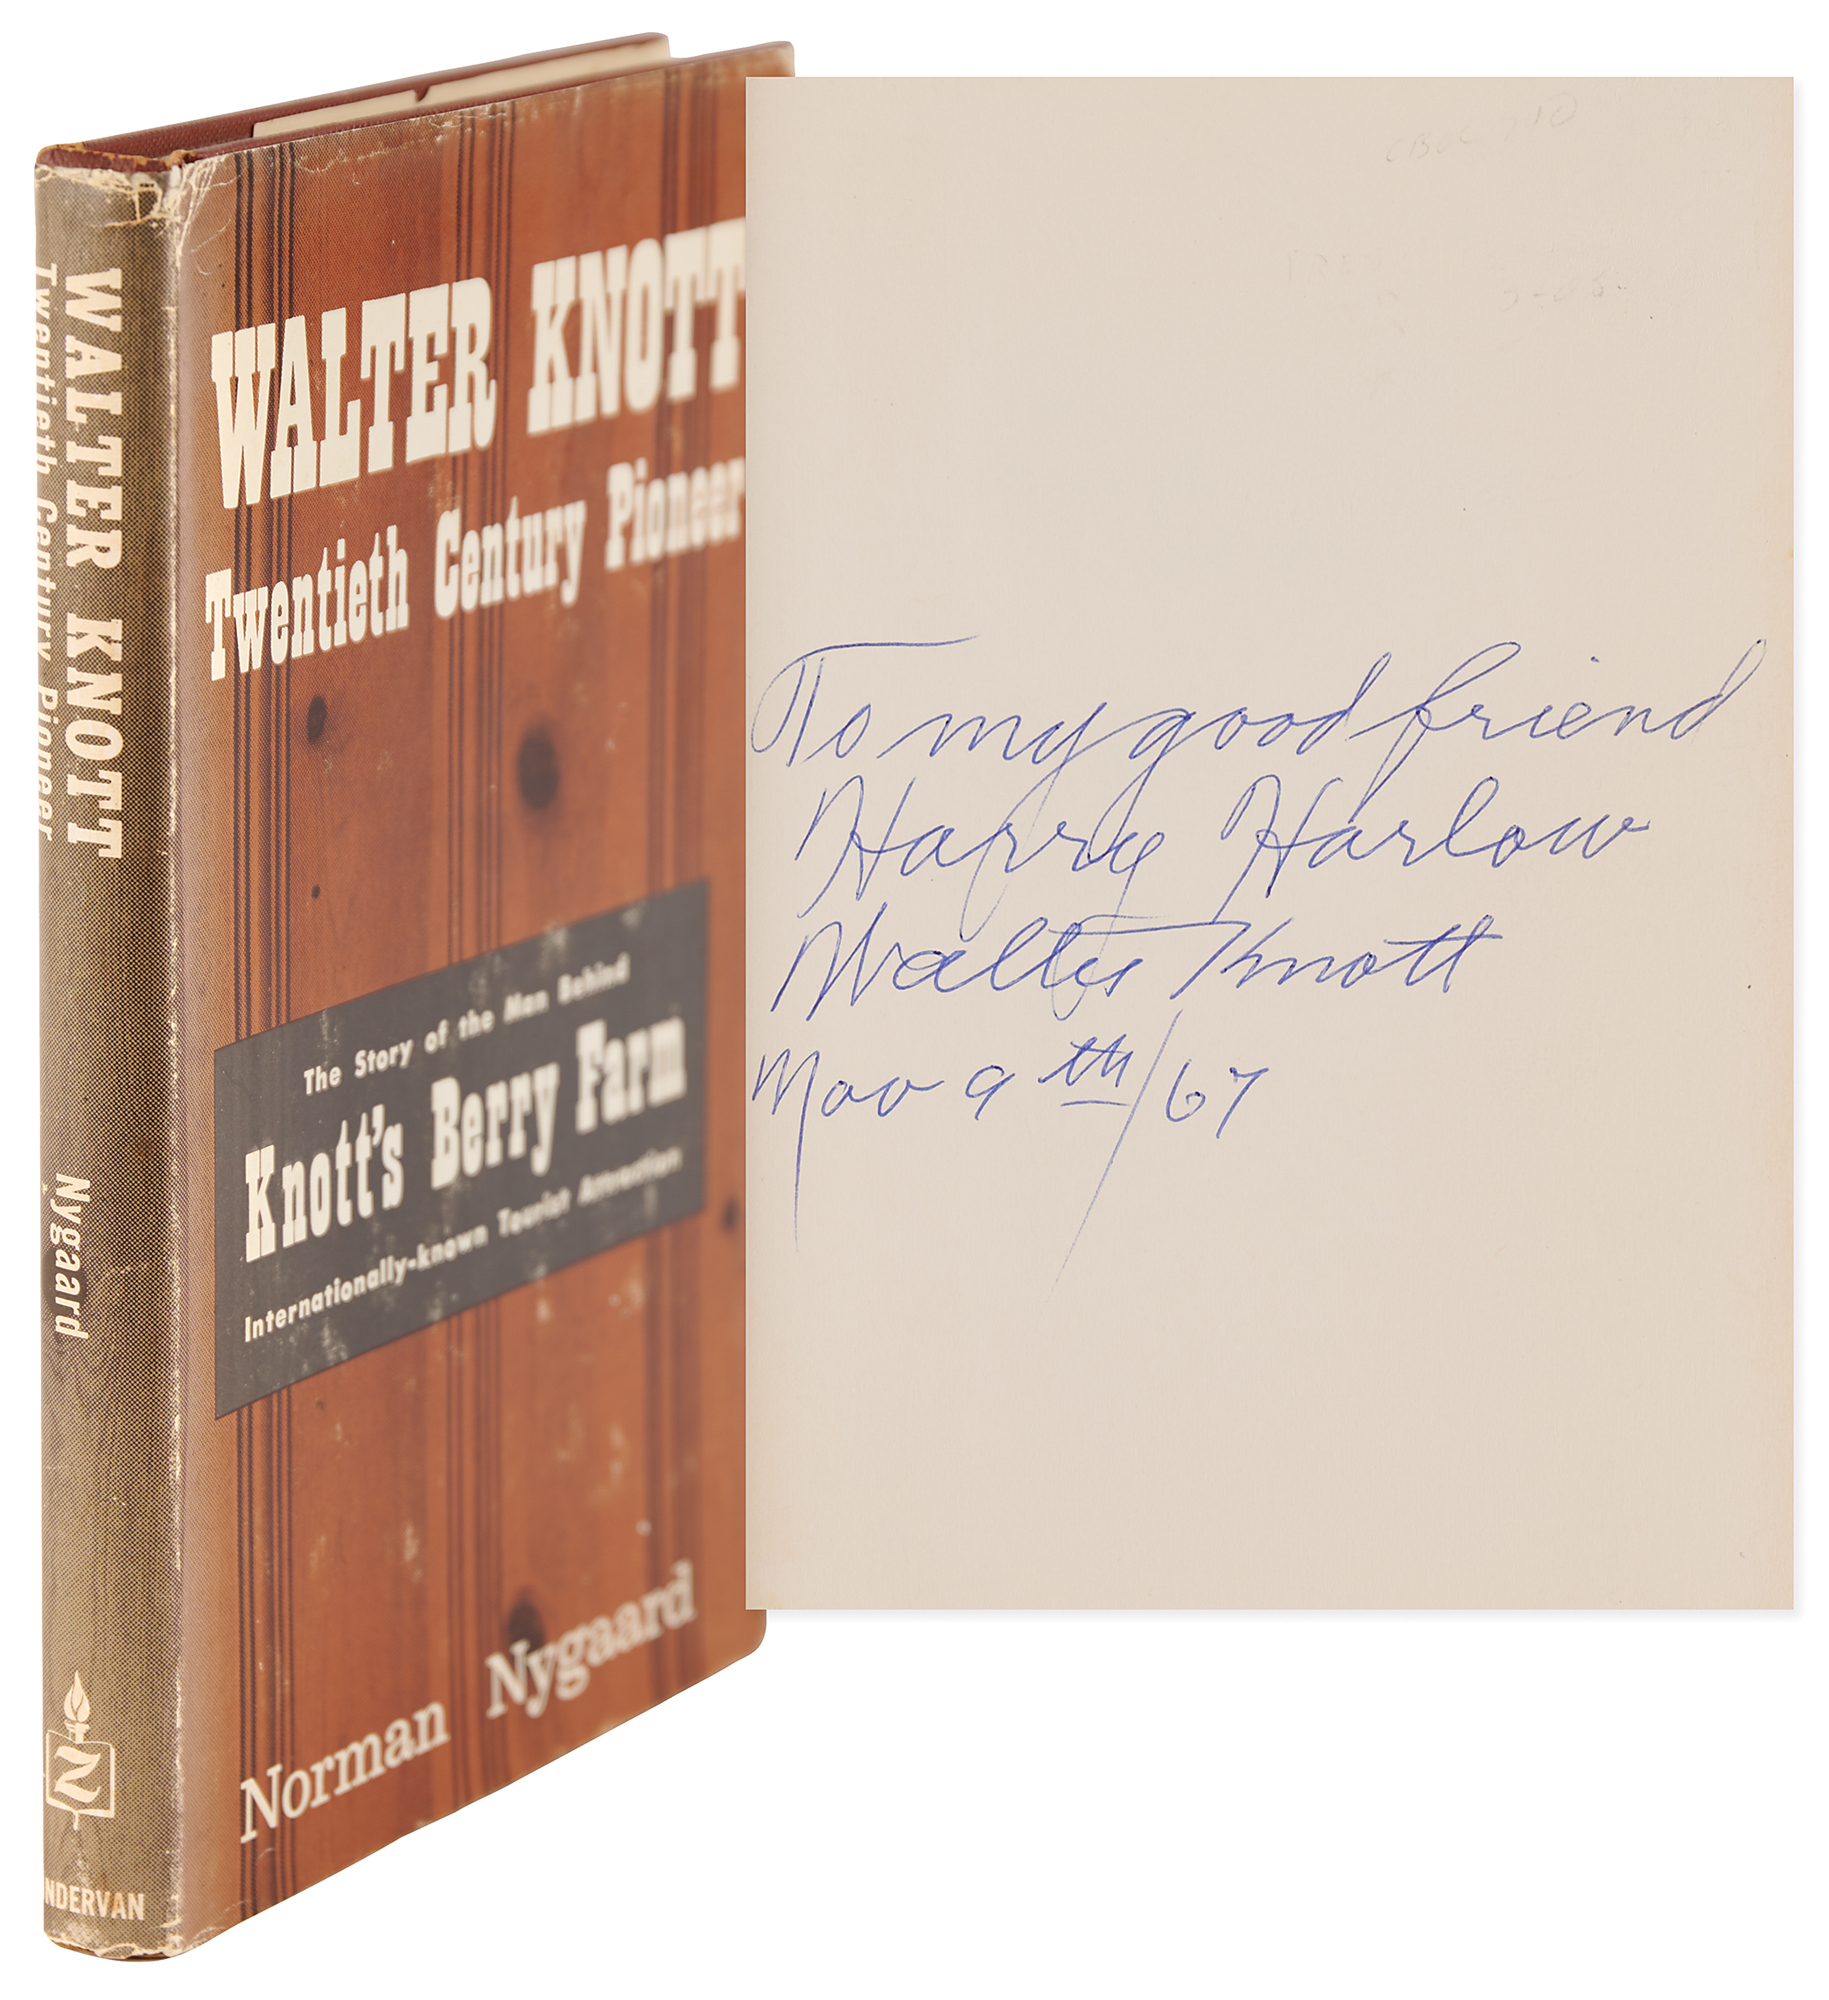 WALTER KNOTT
Twentieth Century Pioneer
Nygaard
NDERVAN
WALTER KNOTT
Twentieth Century Pioneer
The Story of the Man Behind
Knott's Berry Farm
Internationally-known Tourist Attraction
Norman Nygaard
To my good friend
Harry Harlow
Walter Knott
Nov 9th/67